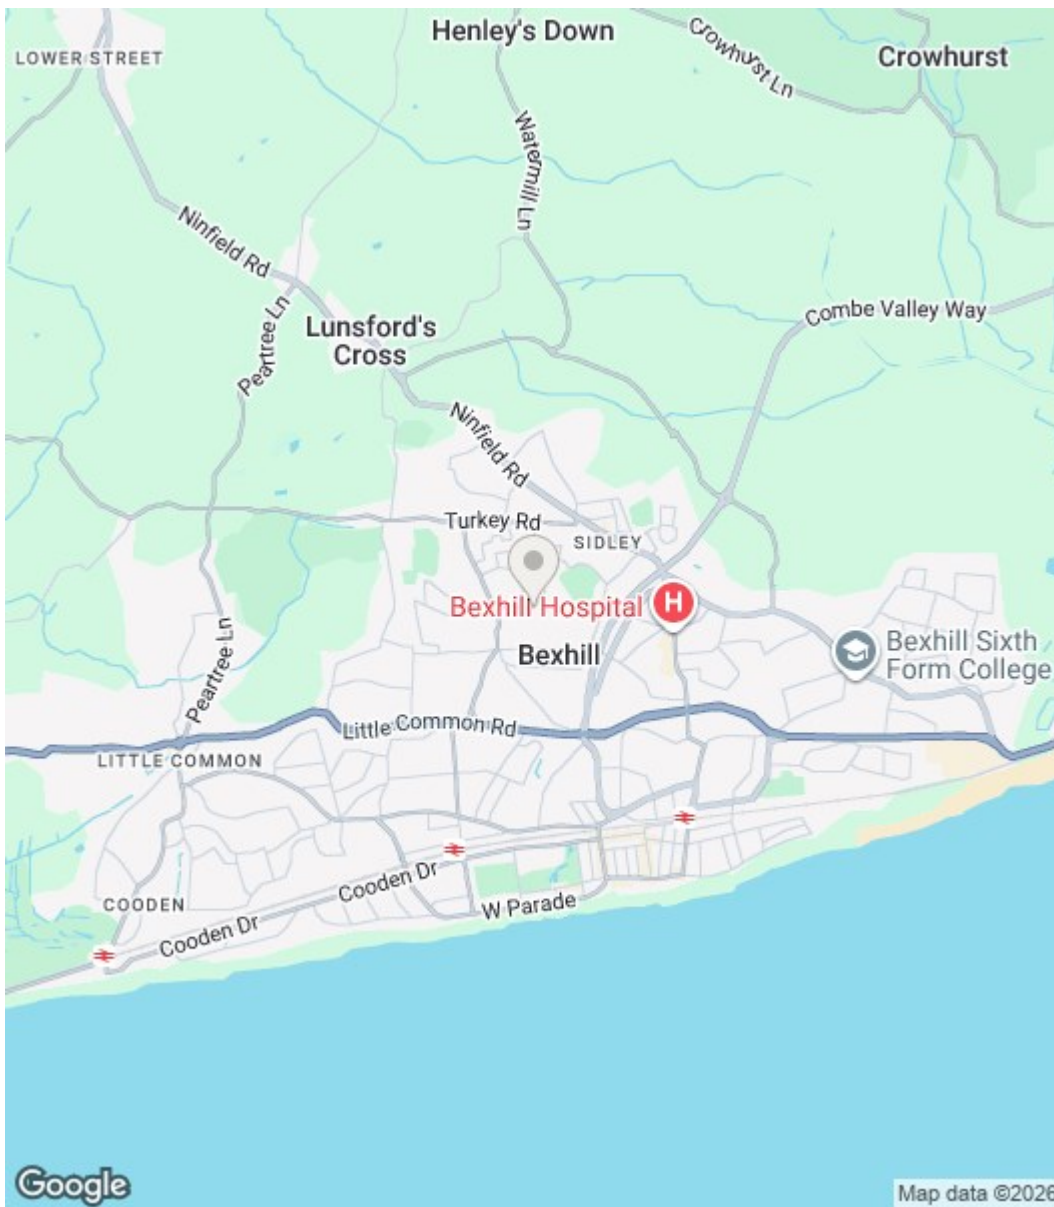 Henley's Down
LOWER STREET
Crowhurst Ln
Crowhurst
Watermill Ln
Ninfield Rd
Combe Valley Way
Peartree Ln
Lunsford's
Cross
Ninfield Rd
Turkey Rd
SIDLEY
Bexhill Hospital
H
Bexhill
Bexhill Sixth
Form College
Peartree Ln
Little Common Rd
LITTLE COMMON
Cooden Dr
COODEN
W Parade
Cooden Dr
Google
Map data ©2026